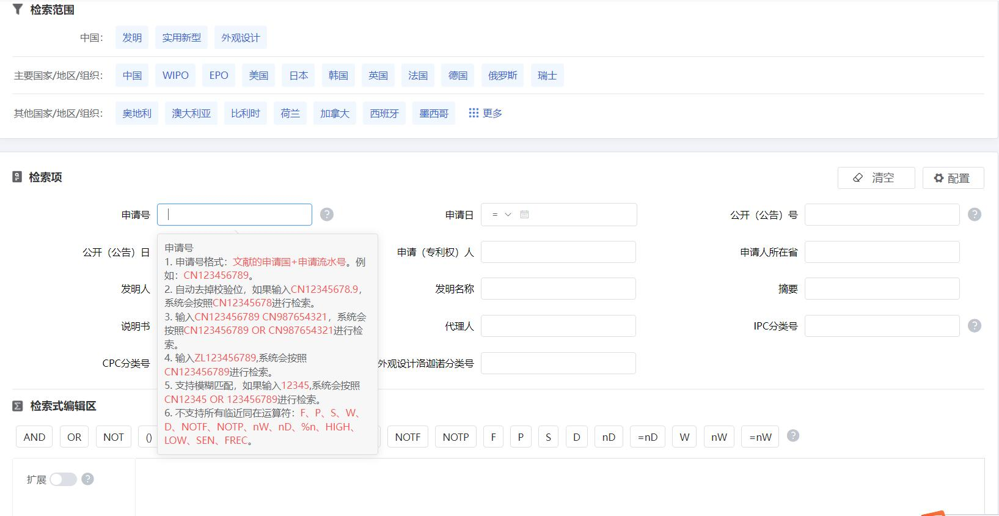 检索范围
中国： 发明 实用新型 外观设计
主要国家/地区/组织： 中国 WIPO EPO 美国 日本 韩国 英国 法国 德国 俄罗斯 瑞士
其他国家/地区/组织： 奥地利 澳大利亚 比利时 荷兰 加拿大 西班牙 墨西哥 更多
检索项 清空 配置
申请号 ? 申请日 = 公开（公告）号 ?
公开（公告）日 申请（专利权）人 申请人所在省
发明人 发明名称 摘要
说明书 代理人 IPC分类号 ?
CPC分类号 外观设计洛迦诺分类号
申请号
1. 申请号格式：文献的申请国+申请流水号。例
如：CN123456789。
2. 自动去掉校验位，如果输入CN12345678.9，
系统会按照CN12345678进行检索。
3. 输入CN123456789 CN987654321，系统会
按照CN123456789 OR CN987654321进行检
索。
4. 输入ZL123456789,系统会按照
CN123456789进行检索。
5. 支持模糊匹配，如果输入12345,系统会按照
CN12345 OR 123456789进行检索。
6. 不支持所有临近同在运算符：F、P、S、W、
D、NOTF、NOTP、nW、nD、%n、HIGH、
LOW、SEN、FREC。
检索式编辑区
AND OR NOT () NOTF NOTP F P S D nD =nD W nW =nW ?
扩展 ?